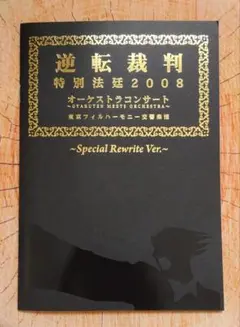 逆転裁判
特別法廷2008
オーケストラコンサート
~GYAKUTEN MEETS ORCHESTRA~
東京フィルハーモニー交響楽団
~Special Rewrite Ver.~